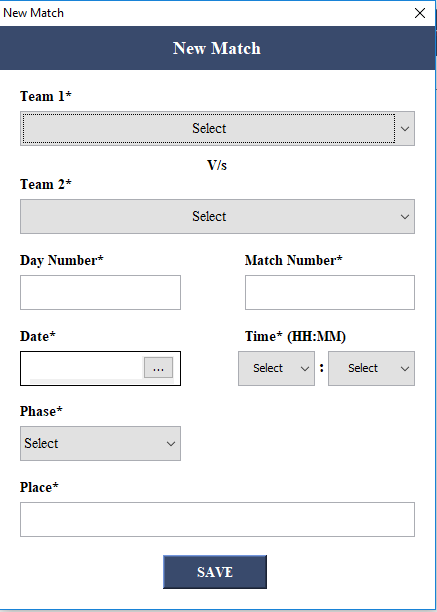 New Match
New Match
Team 1*
Select
V/s
Team 2*
Select
Day Number* Match Number*
Date* Time* (HH:MM)
... Select : Select
Phase*
Select
Place*
SAVE